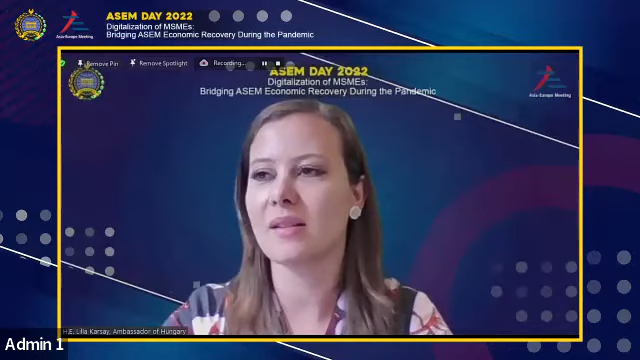 ASEM DAY 2022
Digitalization of MSMEs:
Bridging ASEM Economic Recovery During the Pandemic
Asia-Europe Meeting
Remove Pin
Remove Spotlight
Recording...
ASEM DAY 2022
Digitalization of MSMEs:
Bridging ASEM Economic Recovery During the Pandemic
Asia-Europe Meeting
H.E. Lilla Karsay, Ambassador of Hungary
Admin 1